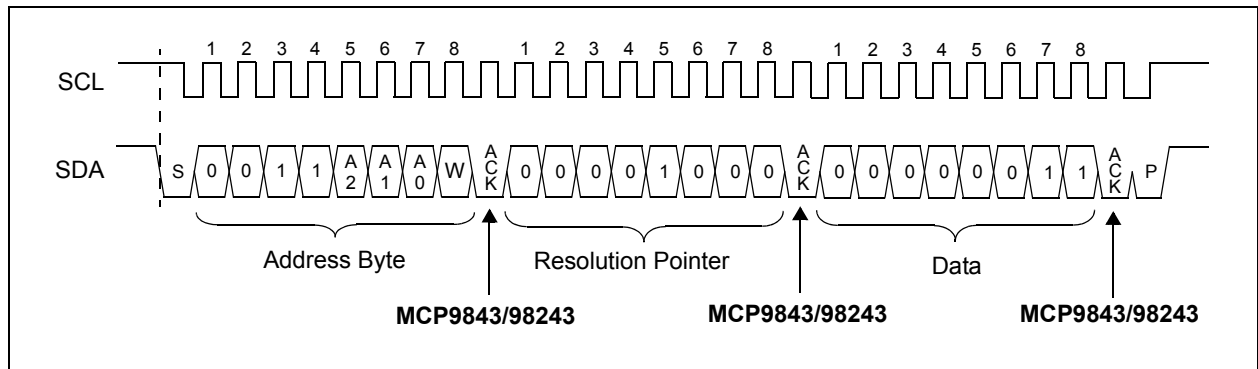 1 2 3 4 5 6 7 8 1 2 3 4 5 6 7 8 1 2 3 4 5 6 7 8
SCL
SDA S 0 0 1 1 A2 A1 A0 W ACK 0 0 0 0 1 0 0 0 ACK 0 0 0 0 0 0 1 1 ACK P
Address Byte Resolution Pointer Data
MCP9843/98243 MCP9843/98243 MCP9843/98243